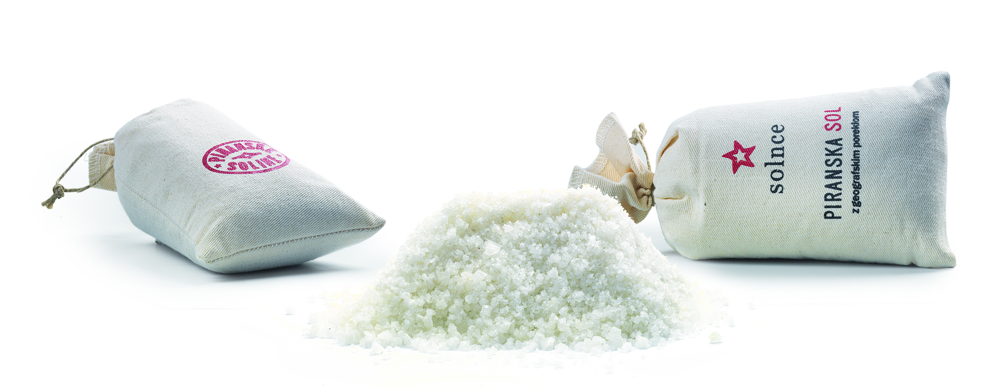 PIRANSKE
SOLINE
solnce
PIRANSKA SOL
z geografskim poreklom